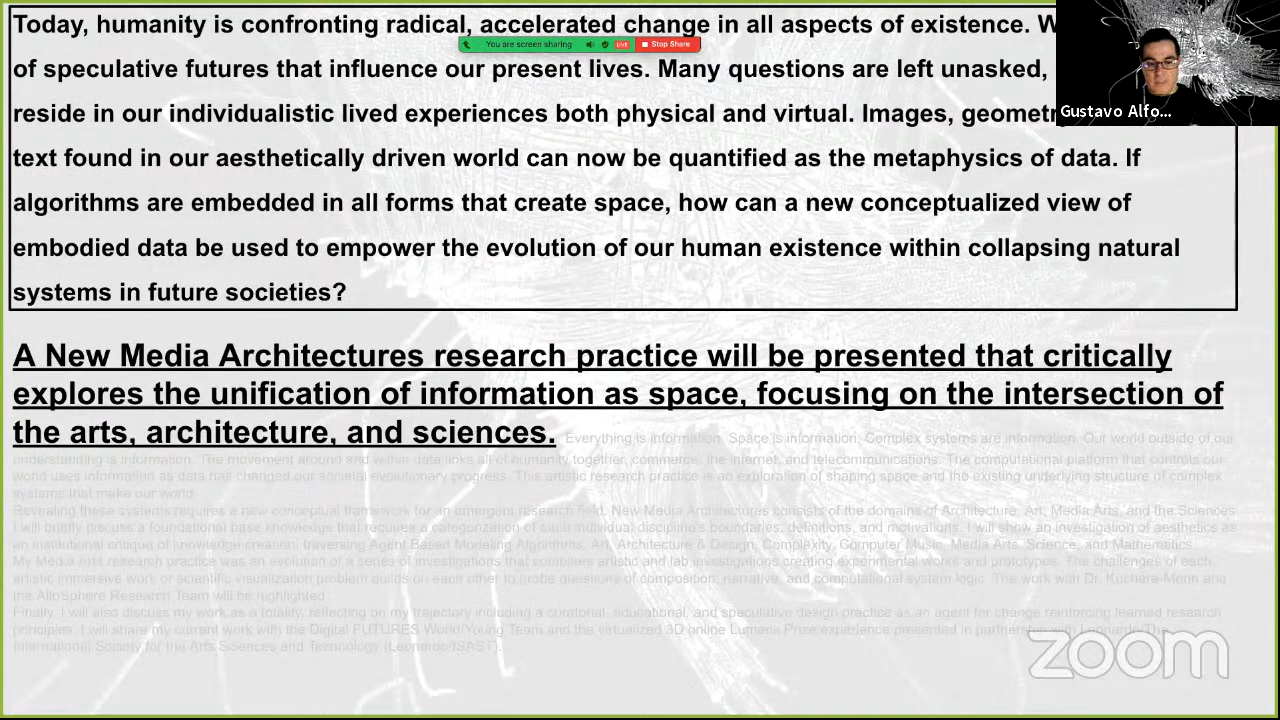 Today, humanity is confronting radical, accelerated change in all aspects of existence. W
You are screen sharing LIVE Stop Share
of speculative futures that influence our present lives. Many questions are left unasked,
reside in our individualistic lived experiences both physical and virtual. Images, geomet
Gustavo Alfo...
text found in our aesthetically driven world can now be quantified as the metaphysics of data. If
algorithms are embedded in all forms that create space, how can a new conceptualized view of
embodied data be used to empower the evolution of our human existence within collapsing natural
systems in future societies?
A New Media Architectures research practice will be presented that critically
explores the unification of information as space, focusing on the intersection of
the arts, architecture, and sciences. Everything is information. Space is information. Complex systems are information. Our world outside of our
understanding is information. The movement around and within data links all of humanity together, commerce, the internet, and telecommunications. The computational platform that controls our
world uses information as data has changed our societal evolutionary progress. This artistic research practice is an exploration of shaping space and the existing underlying structure of complex
systems that make our world.
Revealing these systems requires a new conceptual framework for an emergent research field. New Media Architectures consists of the domains of Architecture, Art, Media Arts, and the Sciences.
I will briefly discuss a foundational base knowledge that requires a categorization of each individual discipline's boundaries, definitions, and motivations. I will show an investigation of aesthetics as
an institutional critique of knowledge creation, traversing Agent Based Modeling Algorithms, Art, Architecture & Design, Complexity, Computer Music, Media Arts, Science, and Mathematics.
My Media Arts research practice was an evolution of a series of investigations that combines artistic and lab investigations creating experimental works and prototypes. The challenges of each
artistic immersive work or scientific visualization problem builds on each other to probe questions of composition, narrative, and computational system logic. The work with Dr. Kuchera-Morin and
the AlloSphere Research Team will be highlighted.
Finally, I will also discuss my work as a totality, reflecting on my trajectory including a curatorial, educational, and speculative design practice as an agent for change reinforcing learned research
principles. I will share my current work with the Digital FUTURES World/Young Team and the virtualized 3D online Lumens Prize experience presented in partnership with Leonardo/The
International Society for the Arts Sciences and Technology (Leonardo/ISAST).
zoom